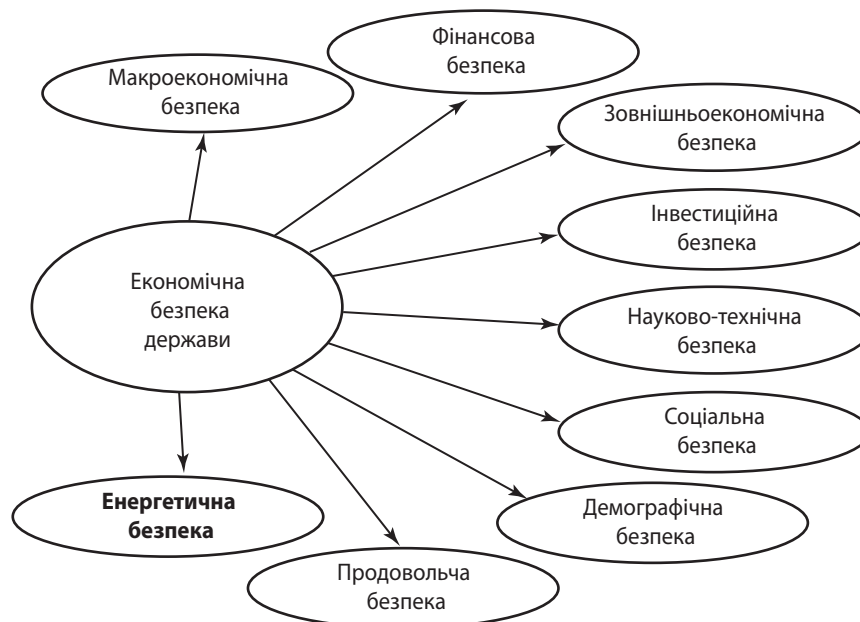 Фінансова
безпека
Макроекономічна
безпека
Зовнішньоекономічна
безпека
Інвестиційна
безпека
Економічна
безпека
держави
Науково-технічна
безпека
Соціальна
безпека
Енергетична
безпека
Демографічна
безпека
Продовольча
безпека